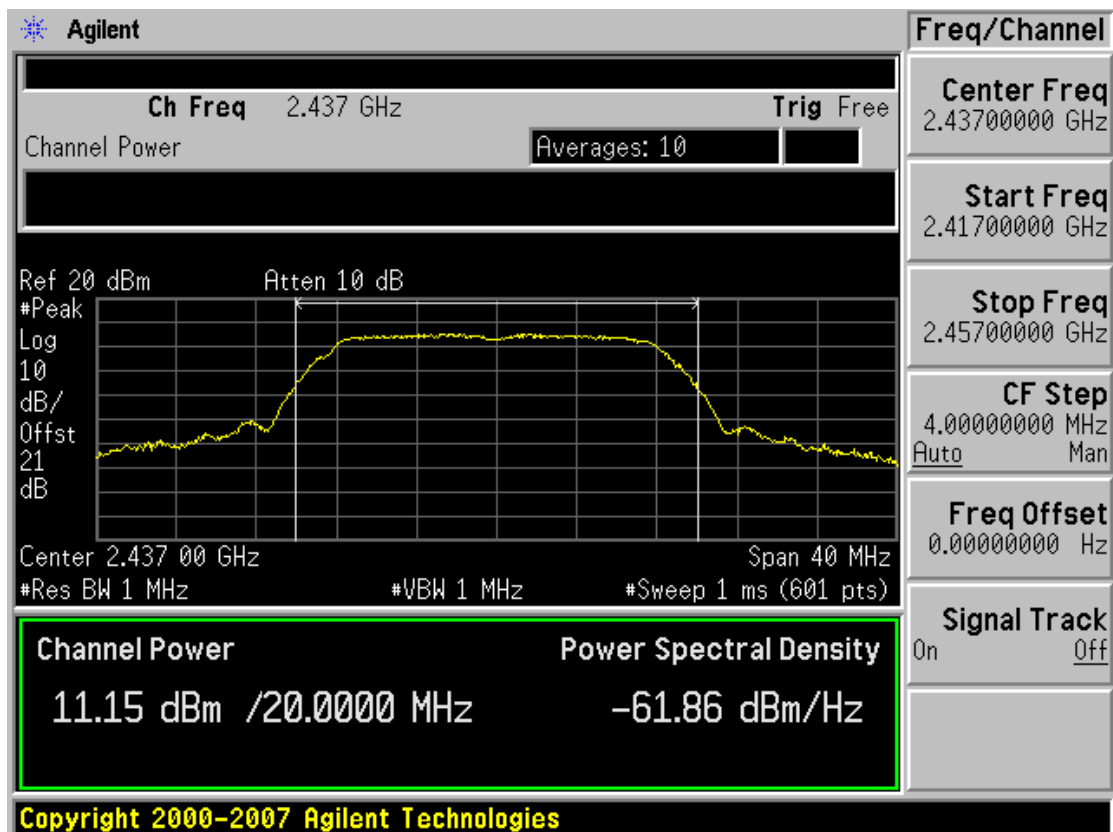 Agilent
Freq/Channel
Ch Freq 2.437 GHz Trig Free
Channel Power Averages: 10
Ref 20 dBm Atten 10 dB
#Peak
Log
10
dB/
Offst
21
dB
Center 2.437 00 GHz Span 40 MHz
#Res BW 1 MHz #VBW 1 MHz #Sweep 1 ms (601 pts)
Channel Power Power Spectral Density
11.15 dBm /20.0000 MHz -61.86 dBm/Hz
Center Freq
2.43700000 GHz
Start Freq
2.41700000 GHz
Stop Freq
2.45700000 GHz
CF Step
4.00000000 MHz
Auto Man
Freq Offset
0.00000000 Hz
Signal Track
On Off
Copyright 2000-2007 Agilent Technologies